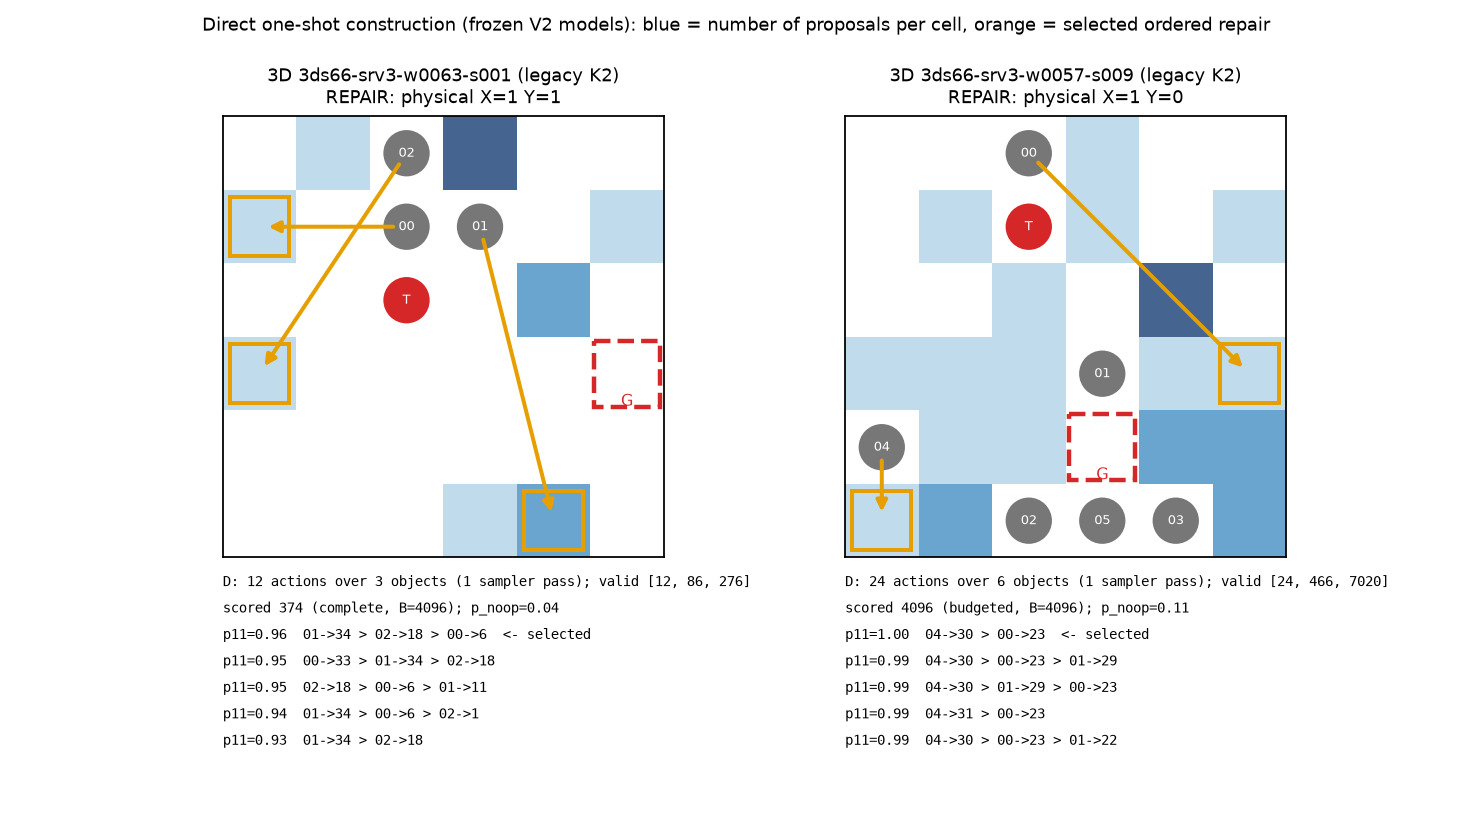 Direct one-shot construction (frozen V2 models): blue = number of proposals per cell, orange = selected ordered repair
3D 3ds66-srv3-w0063-s001 (legacy K2)
REPAIR: physical X=1 Y=1
02
00
01
T
G
D: 12 actions over 3 objects (1 sampler pass); valid [12, 86, 276]
scored 374 (complete, B=4096); p_noop=0.04
p11=0.96  01->34 > 02->18 > 00->6  <- selected
p11=0.95  00->33 > 01->34 > 02->18
p11=0.95  02->18 > 00->6 > 01->11
p11=0.94  01->34 > 00->6 > 02->1
p11=0.93  01->34 > 02->18
3D 3ds66-srv3-w0057-s009 (legacy K2)
REPAIR: physical X=1 Y=0
00
T
01
04
G
02
05
03
D: 24 actions over 6 objects (1 sampler pass); valid [24, 466, 7020]
scored 4096 (budgeted, B=4096); p_noop=0.11
p11=1.00  04->30 > 00->23  <- selected
p11=0.99  04->30 > 00->23 > 01->29
p11=0.99  04->30 > 01->29 > 00->23
p11=0.99  04->31 > 00->23
p11=0.99  04->30 > 00->23 > 01->22